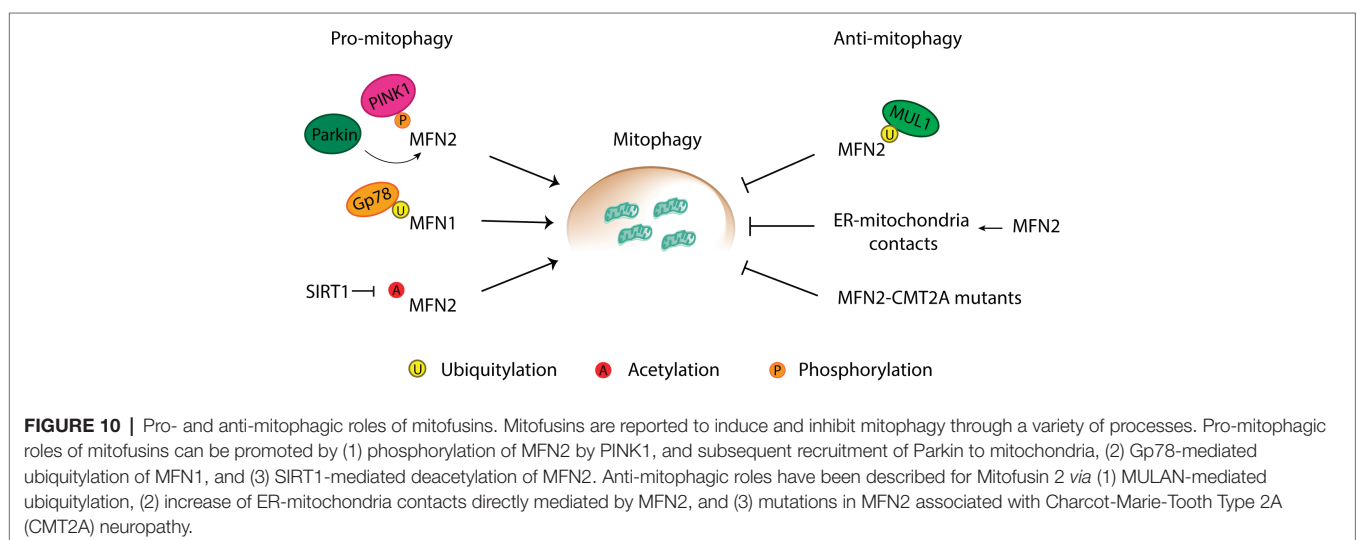 Pro-mitophagy
Anti-mitophagy
PINK1
P
Parkin
MFN2
Gp78
U
MFN1
SIRT1
A
MFN2
Mitophagy
MUL1
U
MFN2
ER-mitochondria
contacts
MFN2
MFN2-CMT2A mutants
U Ubiquitylation
A Acetylation
P Phosphorylation
FIGURE 10 | Pro- and anti-mitophagic roles of mitofusins. Mitofusins are reported to induce and inhibit mitophagy through a variety of processes. Pro-mitophagic
roles of mitofusins can be promoted by (1) phosphorylation of MFN2 by PINK1, and subsequent recruitment of Parkin to mitochondria, (2) Gp78-mediated
ubiquitylation of MFN1, and (3) SIRT1-mediated deacetylation of MFN2. Anti-mitophagic roles have been described for Mitofusin 2 via (1) MULAN-mediated
ubiquitylation, (2) increase of ER-mitochondria contacts directly mediated by MFN2, and (3) mutations in MFN2 associated with Charcot-Marie-Tooth Type 2A
(CMT2A) neuropathy.